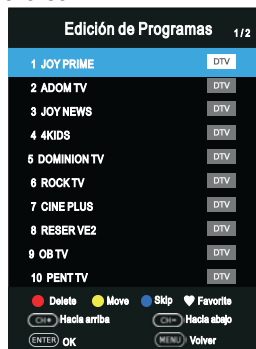 Edición de Programas 1/2
1 JOY PRIME DTV
2 ADOM TV DTV
3 JOY NEWS DTV
4 4KIDS DTV
5 DOMINION TV DTV
6 ROCK TV DTV
7 CINE PLUS DTV
8 RESER VE2 DTV
9 OB TV DTV
10 PENT TV DTV
Delete Move Skip Favorite
CH+ Hacia arriba CH- Hacia abajo
ENTER OK MENU Volver